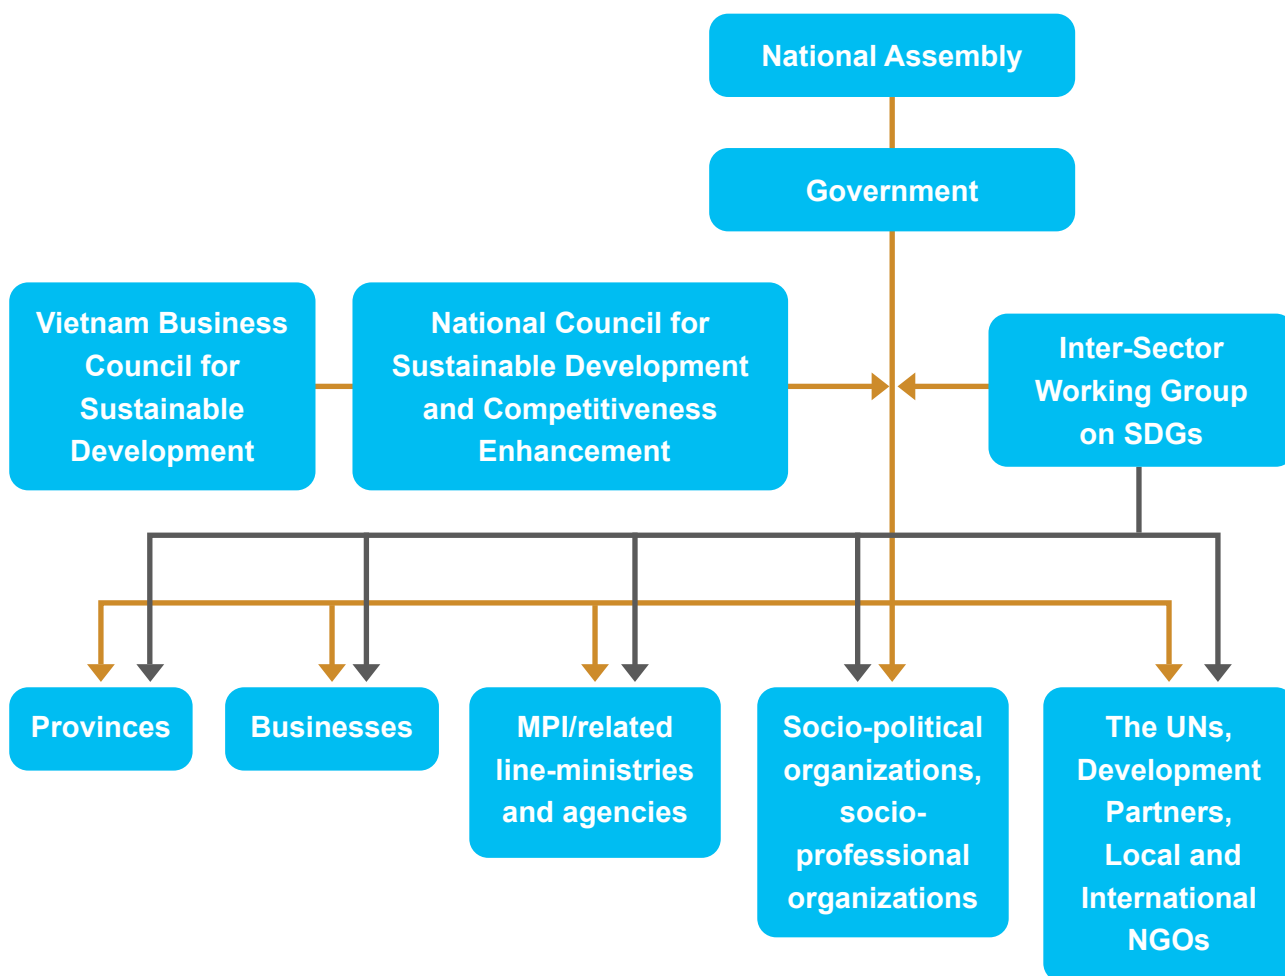 National Assembly
Government
Vietnam Business
Council for
Sustainable
Development
National Council for
Sustainable Development
and Competitiveness
Enhancement
Inter-Sector
Working Group
on SDGs
Provinces
Businesses
MPI/related
line-ministries
and agencies
Socio-political
organizations,
socio-
professional
organizations
The UNs,
Development
Partners,
Local and
International
NGOs